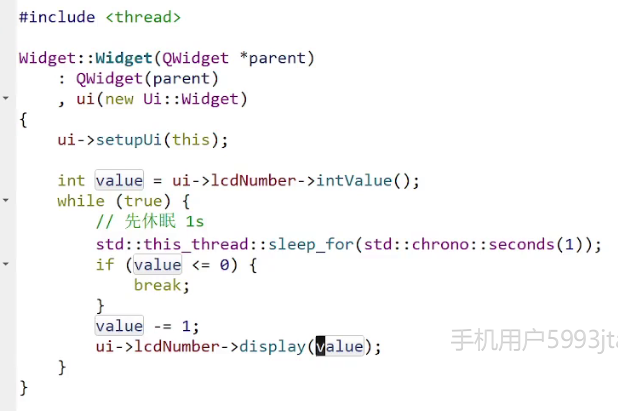 #include <thread>
Widget::Widget(QWidget *parent)
    : QWidget(parent)
    , ui(new Ui::Widget)
{
    ui->setupUi(this);
    int value = ui->lcdNumber->intValue();
    while (true) {
        // 先休眠 1s
        std::this_thread::sleep_for(std::chrono::seconds(1));
        if (value <= 0) {
            break;
        }
        value -= 1;
        ui->lcdNumber->display(value);
    }
}
手机用户5993jt